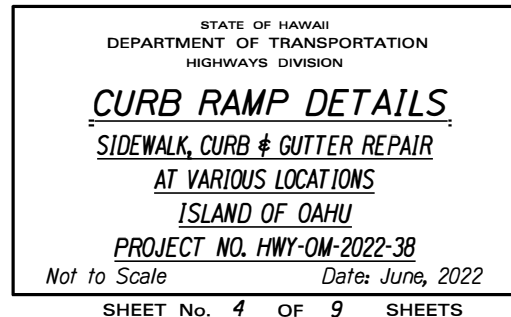 STATE OF HAWAII
DEPARTMENT OF TRANSPORTATION
HIGHWAYS DIVISION
CURB RAMP DETAILS
SIDEWALK, CURB & GUTTER REPAIR
AT VARIOUS LOCATIONS
ISLAND OF OAHU
PROJECT NO. HWY-OM-2022-38
Not to Scale Date: June, 2022
SHEET No. 4 OF 9 SHEETS